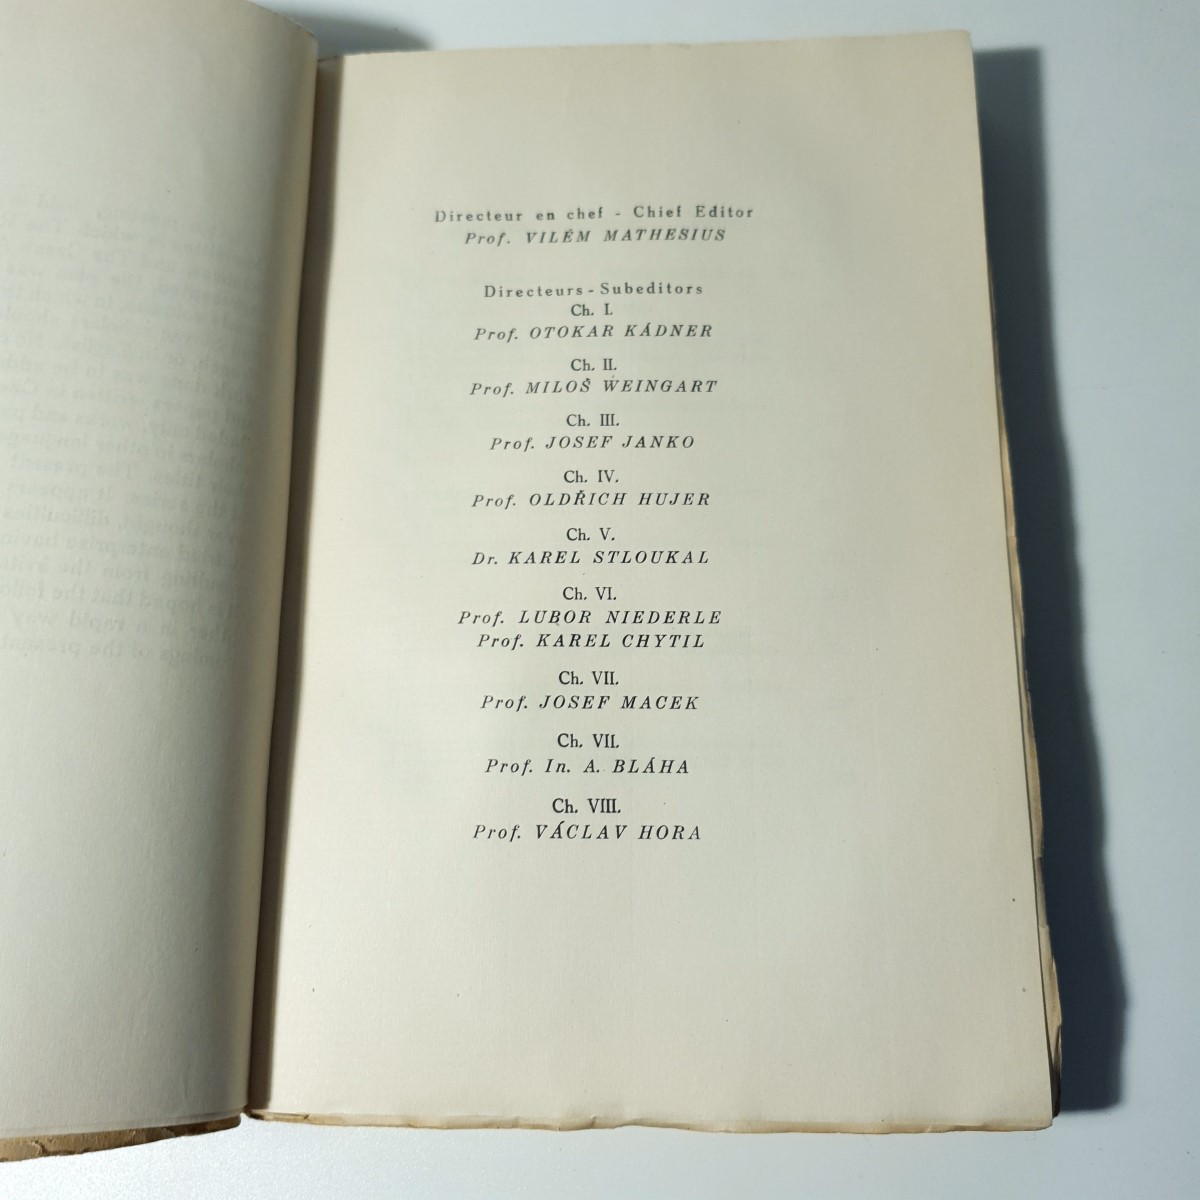 Directeur en chef - Chief Editor
Prof. VILÉM MATHESIUS
Directeurs - Subeditors
Ch. I.
Prof. OTOKAR KÁDNER
Ch. II.
Prof. MILOŠ WEINGART
Ch. III.
Prof. JOSEF JANKO
Ch. IV.
Prof. OLDŘICH HUJER
Ch. V.
Dr. KAREL STLOUKAL
Ch. VI.
Prof. LUBOR NIEDERLE
Prof. KAREL CHYTIL
Ch. VII.
Prof. JOSEF MACEK
Ch. VII.
Prof. In. A. BLÁHA
Ch. VIII.
Prof. VÁCLAV HORA